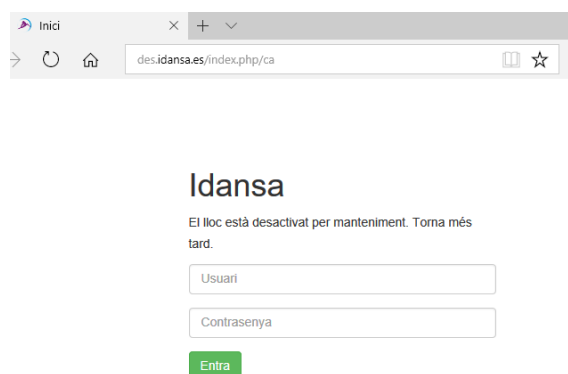 Inici
des.idansa.es/index.php/ca
Idansa
El lloc està desactivat per manteniment. Torna més
tard.
Usuari
Contrasenya
Entra